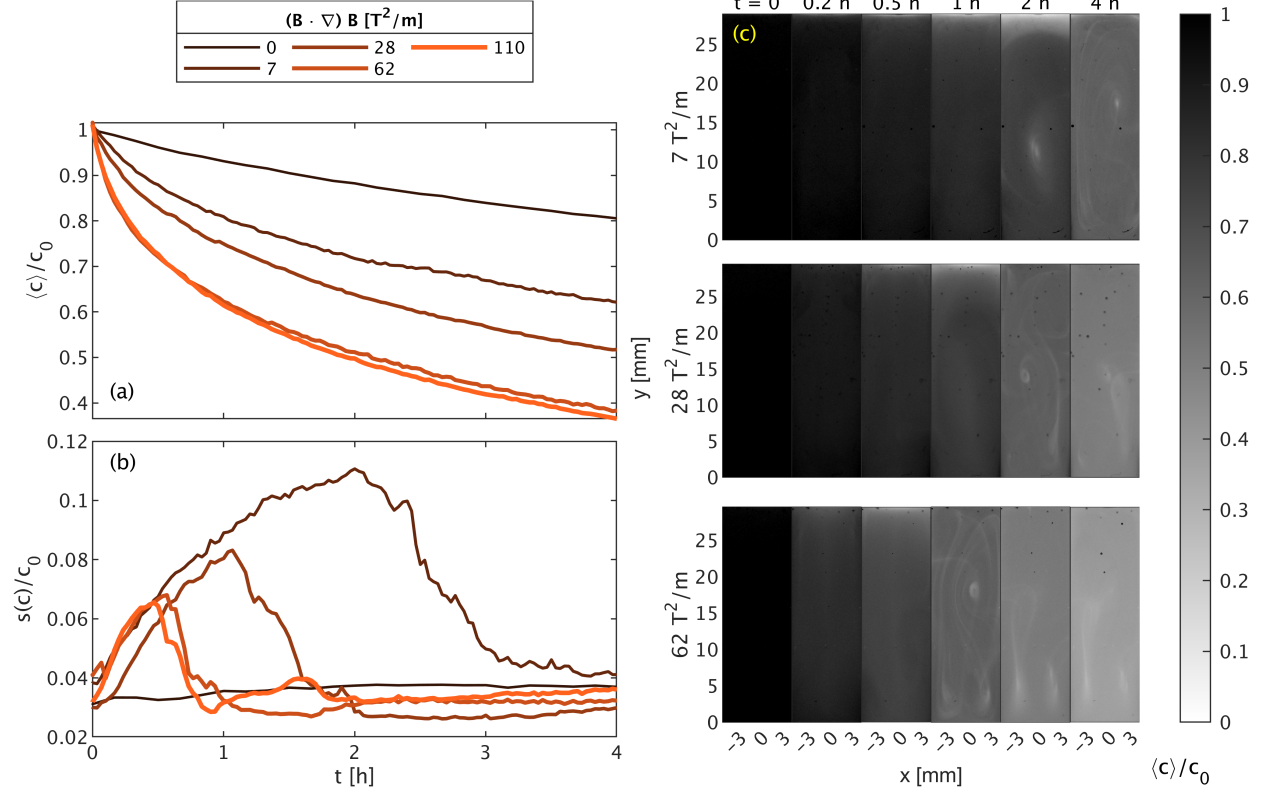 (B · ∇) B [T²/m]
0 28 110
7 62
⟨c⟩/c₀
1
0.9
0.8
0.7
0.6
0.5
0.4
(a)
s(c)/c₀
0.12
0.1
0.08
0.06
0.04
0.02
(b)
0 1 2 3 4
t [h]
t = 0 0.2 h 0.5 h 1 h 2 h 4 h
(c)
y [mm]
7 T²/m
25
20
15
10
5
0
28 T²/m
25
20
15
10
5
0
62 T²/m
25
20
15
10
5
0
-3 0 3 -3 0 3 -3 0 3 -3 0 3 -3 0 3 -3 0 3
x [mm]
1
0.9
0.8
0.7
0.6
0.5
0.4
0.3
0.2
0.1
0
⟨c⟩/c₀